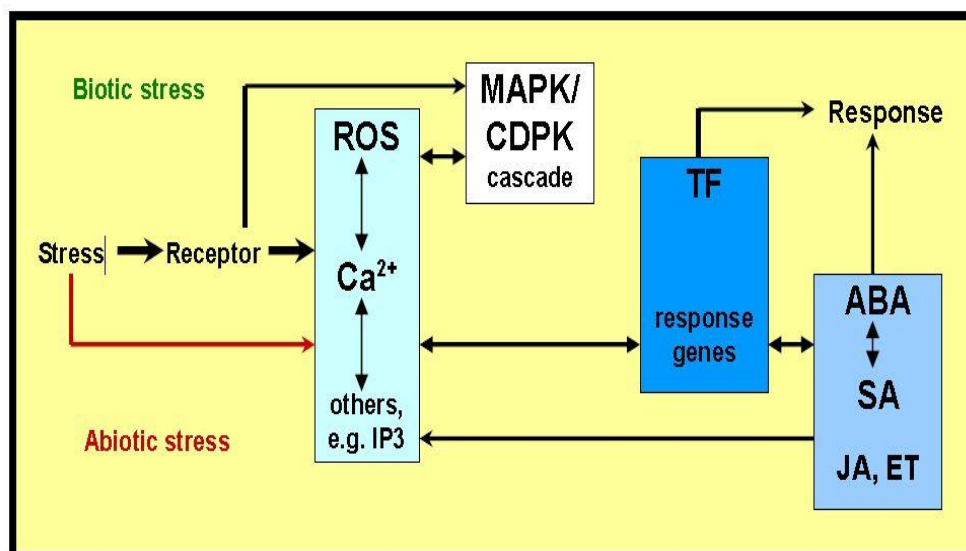 Biotic stress
MAPK/
CDPK
cascade
ROS
Response
TF
Stress
Receptor
Ca²⁺
ABA
response
genes
SA
others,
e.g. IP3
Abiotic stress
JA, ET